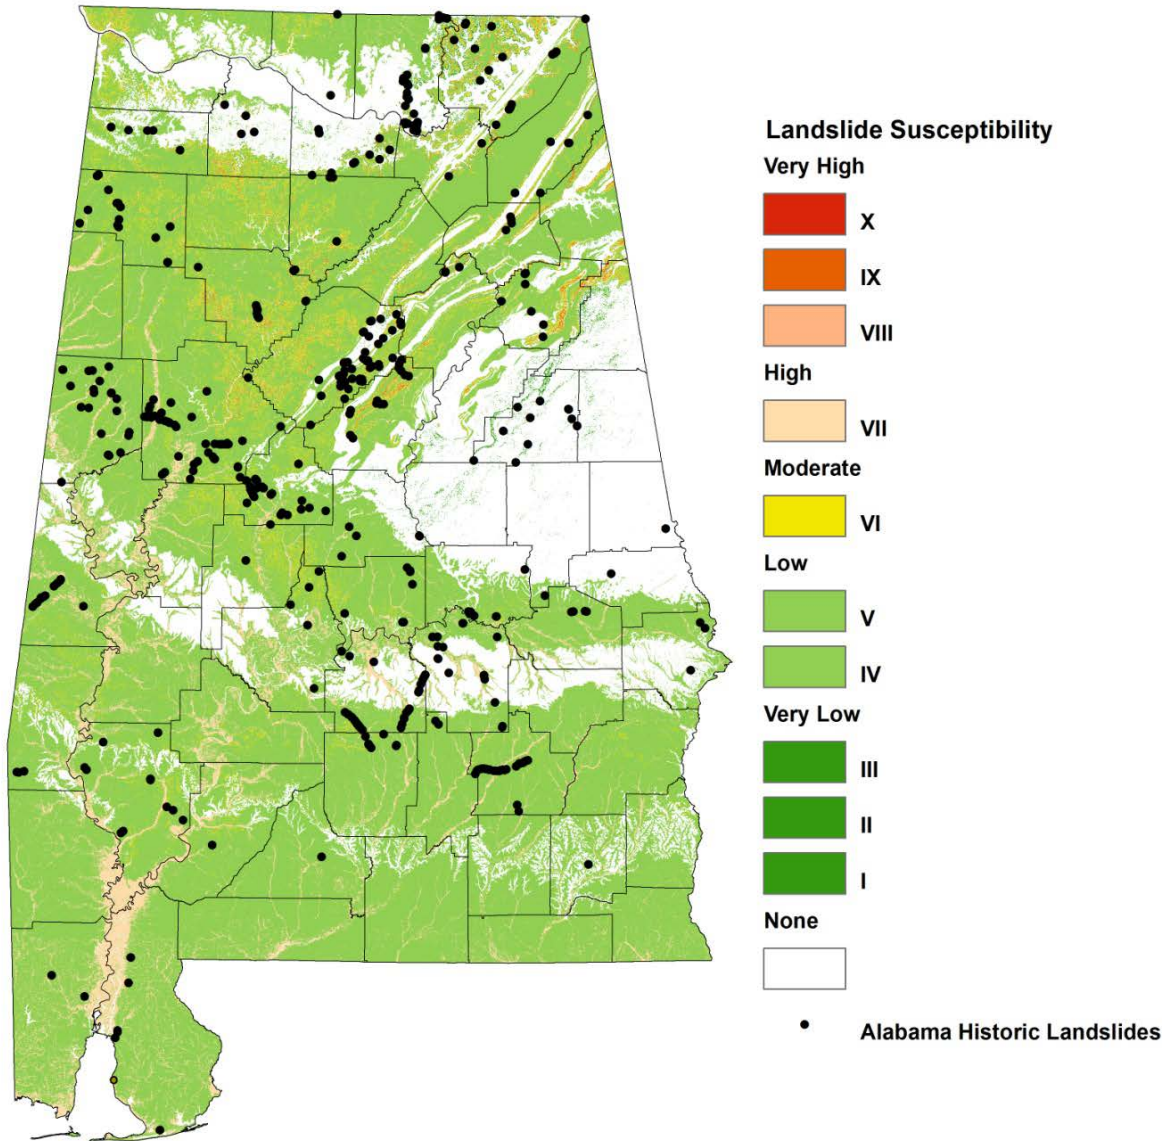 Landslide Susceptibility
Very High
X
IX
VIII
High
VII
Moderate
VI
Low
V
IV
Very Low
III
II
I
None
Alabama Historic Landslides